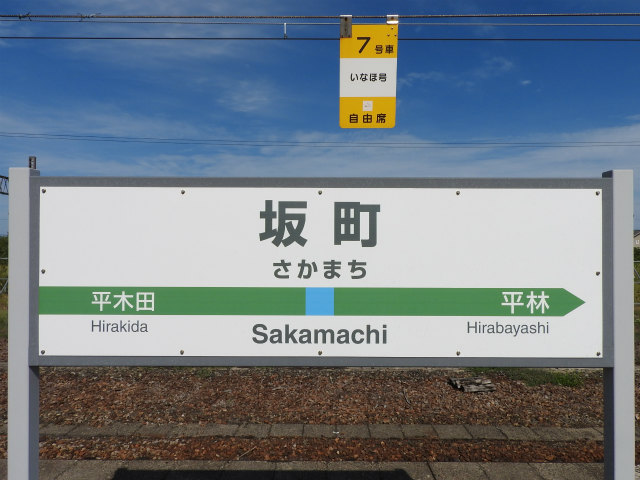 7号車
いなほ号
自由席
坂町
さかまち
平木田 平林
Hirakida Sakamachi Hirabayashi